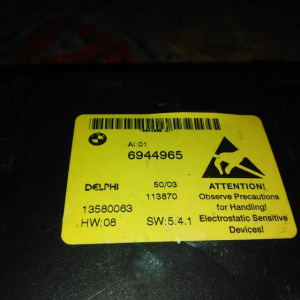 AI:01
6944965
DELPHI
50/03
113870
13580063
HW:08 SW:5.4.1
ATTENTION!
Observe Precautions
for Handling!
Electrostatic Sensitive
Devices!